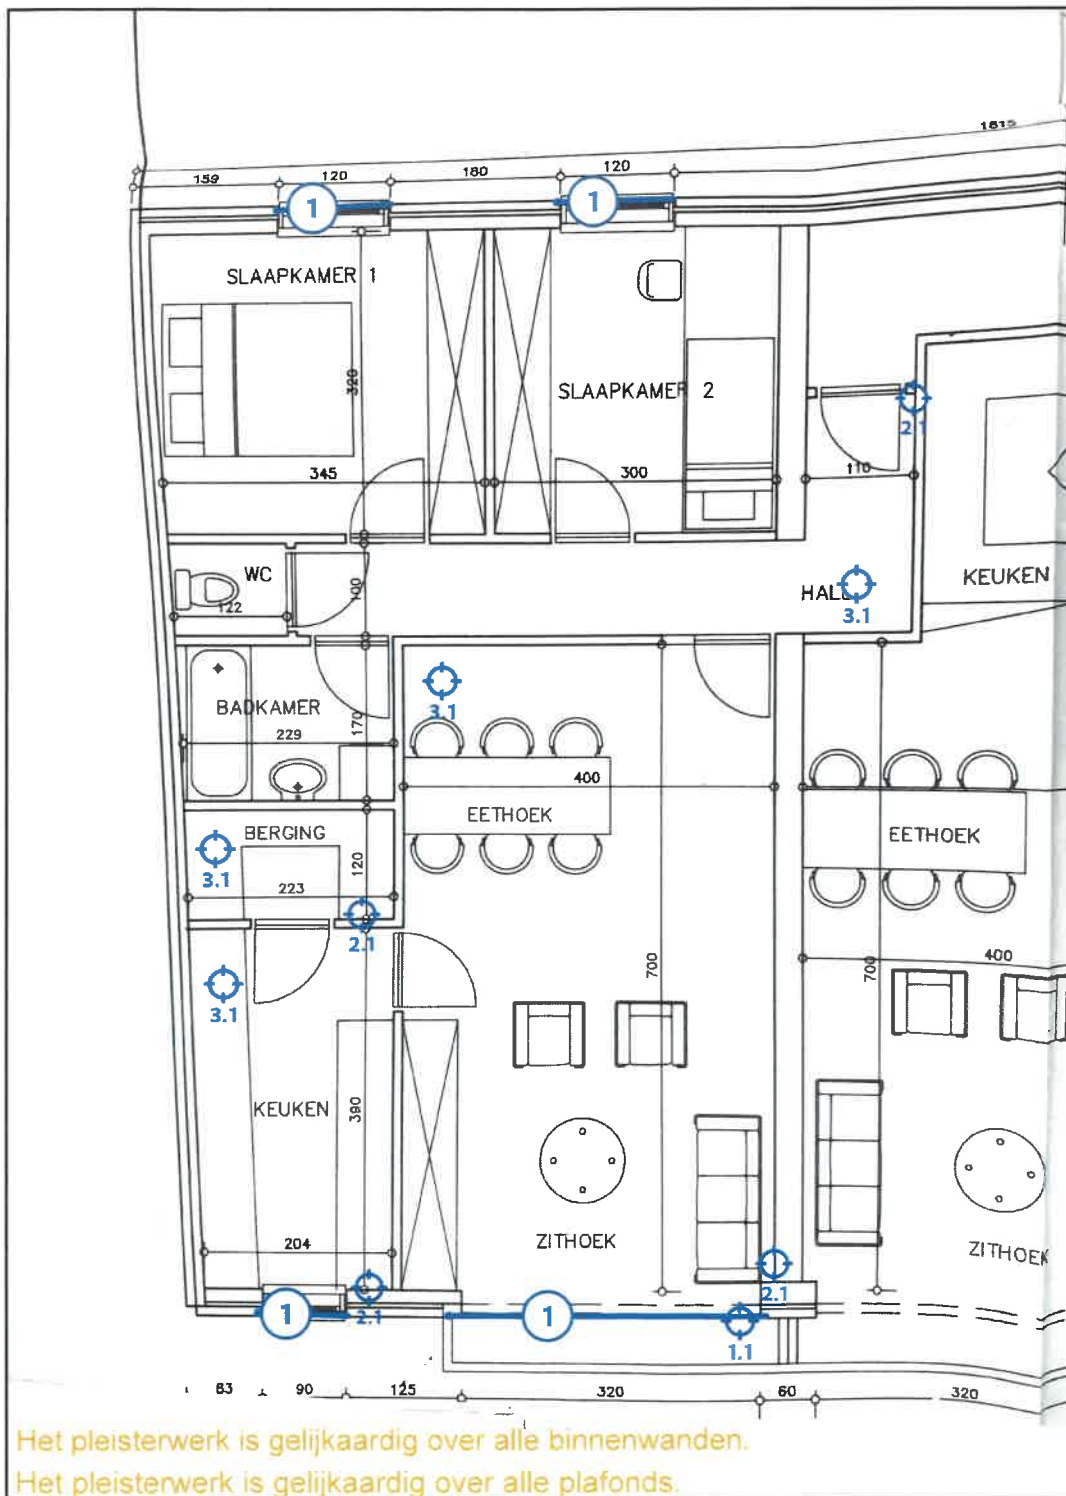 1615
159 120 180 120
1 1
SLAAPKAMER 1
320
SLAAPKAMER 2
2.1
345 300 110
WC
100
122
HALL
3.1
KEUKEN
3.1
BADKAMER
170
229
400
EETHOEK
EETHOEK
BERGING
3.1
120
223
2.1
700
700
400
3.1
KEUKEN
390
204
ZITHOEK
ZITHOEK
2.1
1
2.1
1
1.1
83 90 125 320 60 320
Het pleisterwerk is gelijkaardig over alle binnenwanden.
Het pleisterwerk is gelijkaardig over alle plafonds.